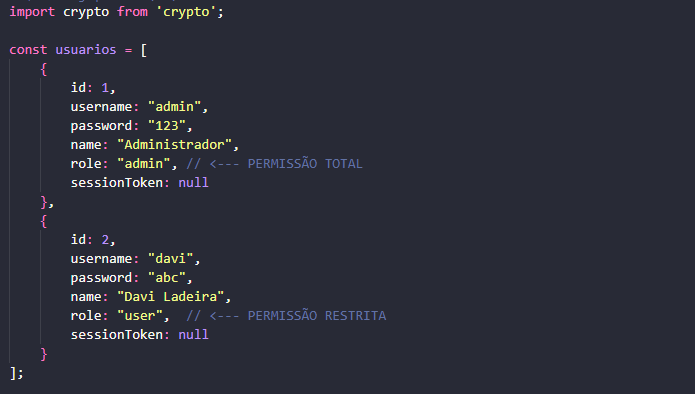 import crypto from 'crypto';
const usuarios = [
{
id: 1,
username: "admin",
password: "123",
name: "Administrador",
role: "admin", // <--- PERMISSÃO TOTAL
sessionToken: null
},
{
id: 2,
username: "davi",
password: "abc",
name: "Davi Ladeira",
role: "user",  // <--- PERMISSÃO RESTRITA
sessionToken: null
}
];